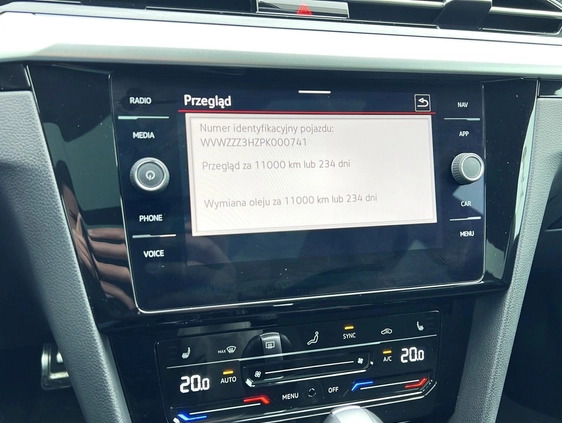 RADIO
Przegląd
NAV
MEDIA
Numer identyfikacyjny pojazdu:
WVWZZZ3HZPK000741
APP
Przegląd za 11000 km lub 234 dni
Wymiana oleju za 11000 km lub 234 dni
PHONE
CAR
VOICE
MENU
MAX
SYNC
20.0
AUTO
A/C
20.0
MENU
OFF